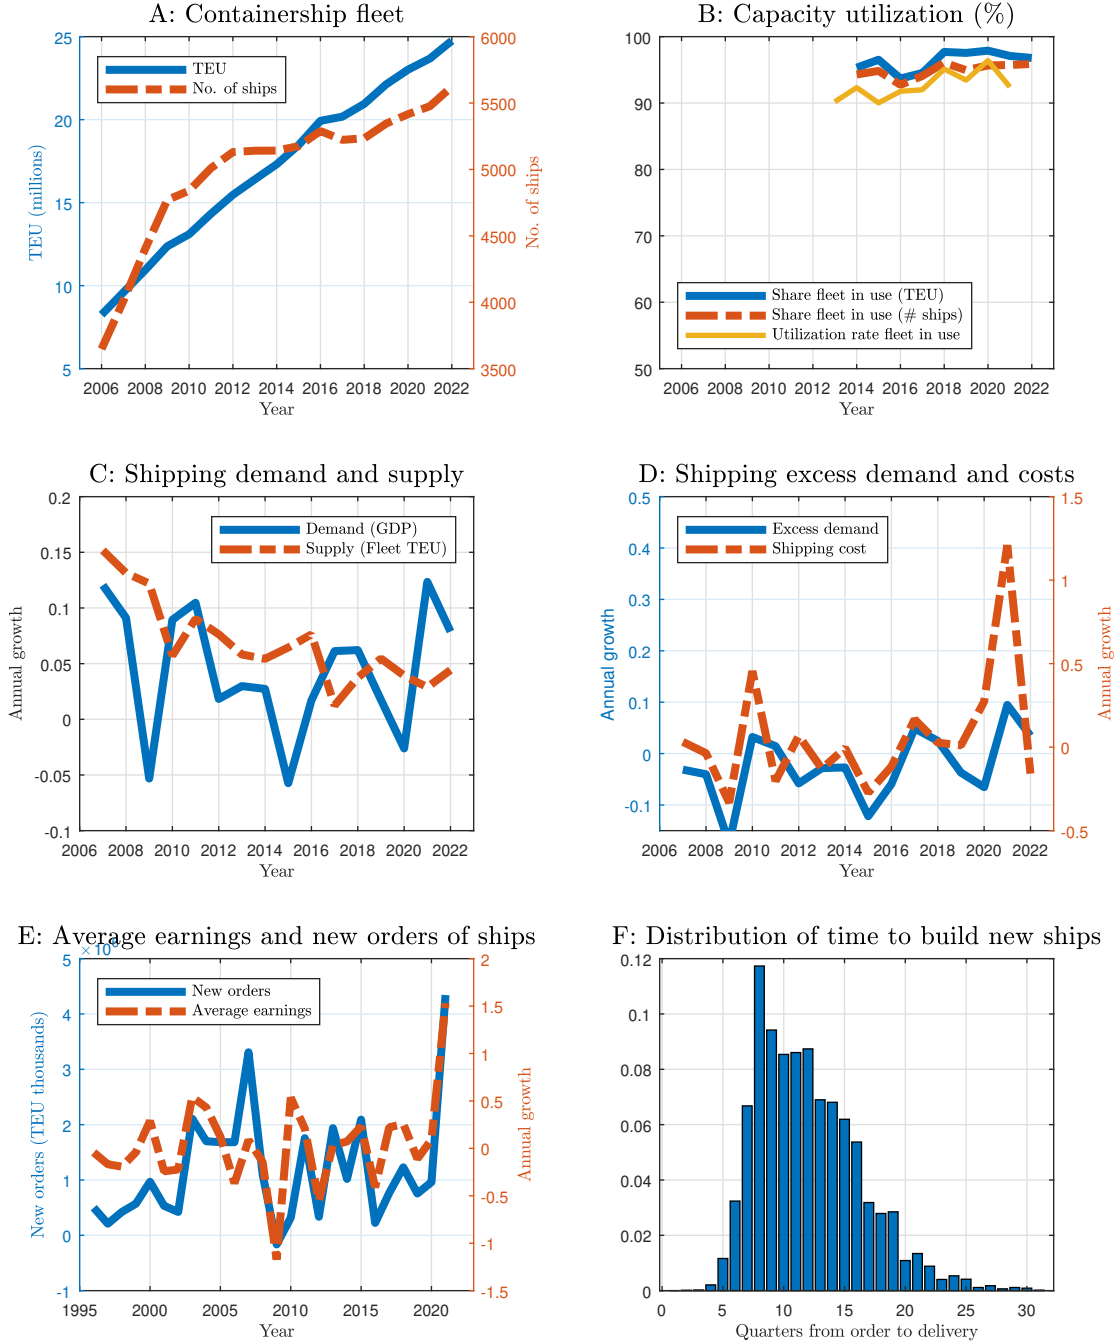 A: Containership fleet
25
20
15
10
5
6000
5500
5000
4500
4000
3500
TEU (millions)
No. of ships
TEU
No. of ships
2006 2008 2010 2012 2014 2016 2018 2020 2022
Year
B: Capacity utilization (%)
100
90
80
70
60
50
Share fleet in use (TEU)
Share fleet in use (# ships)
Utilization rate fleet in use
2006 2008 2010 2012 2014 2016 2018 2020 2022
Year
C: Shipping demand and supply
0.2
0.15
0.1
0.05
0
-0.05
-0.1
Annual growth
Demand (GDP)
Supply (Fleet TEU)
2006 2008 2010 2012 2014 2016 2018 2020 2022
Year
D: Shipping excess demand and costs
0.5
0.4
0.3
0.2
0.1
0
-0.1
1.5
1
0.5
0
-0.5
Annual growth
Annual growth
Excess demand
Shipping cost
2006 2008 2010 2012 2014 2016 2018 2020 2022
Year
E: Average earnings and new orders of ships
5
4
3
2
1
0
-1
2
1.5
1
0.5
0
-0.5
-1
-1.5
New orders (TEU thousands)
Annual growth
New orders
Average earnings
1995 2000 2005 2010 2015 2020
Year
F: Distribution of time to build new ships
0.12
0.1
0.08
0.06
0.04
0.02
0
0 5 10 15 20 25 30
Quarters from order to delivery